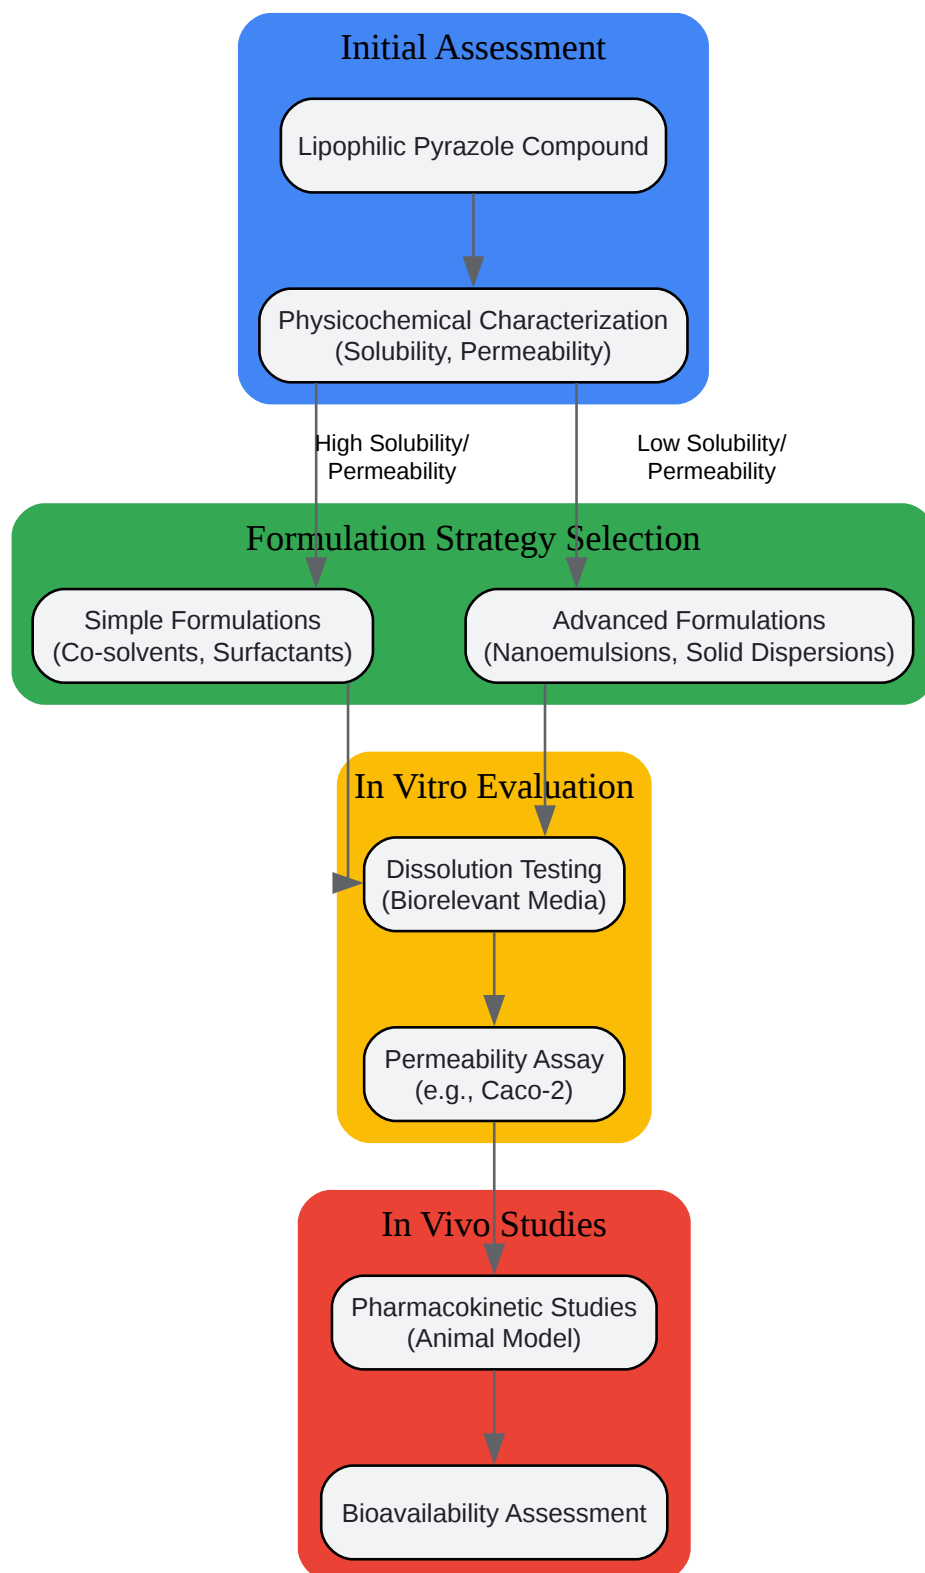 Initial Assessment
Lipophilic Pyrazole Compound
Physicochemical Characterization
(Solubility, Permeability)
High Solubility/
Permeability
Low Solubility/
Permeability
Formulation Strategy Selection
Simple Formulations
(Co-solvents, Surfactants)
Advanced Formulations
(Nanoemulsions, Solid Dispersions)
In Vitro Evaluation
Dissolution Testing
(Biorelevant Media)
Permeability Assay
(e.g., Caco-2)
In Vivo Studies
Pharmacokinetic Studies
(Animal Model)
Bioavailability Assessment